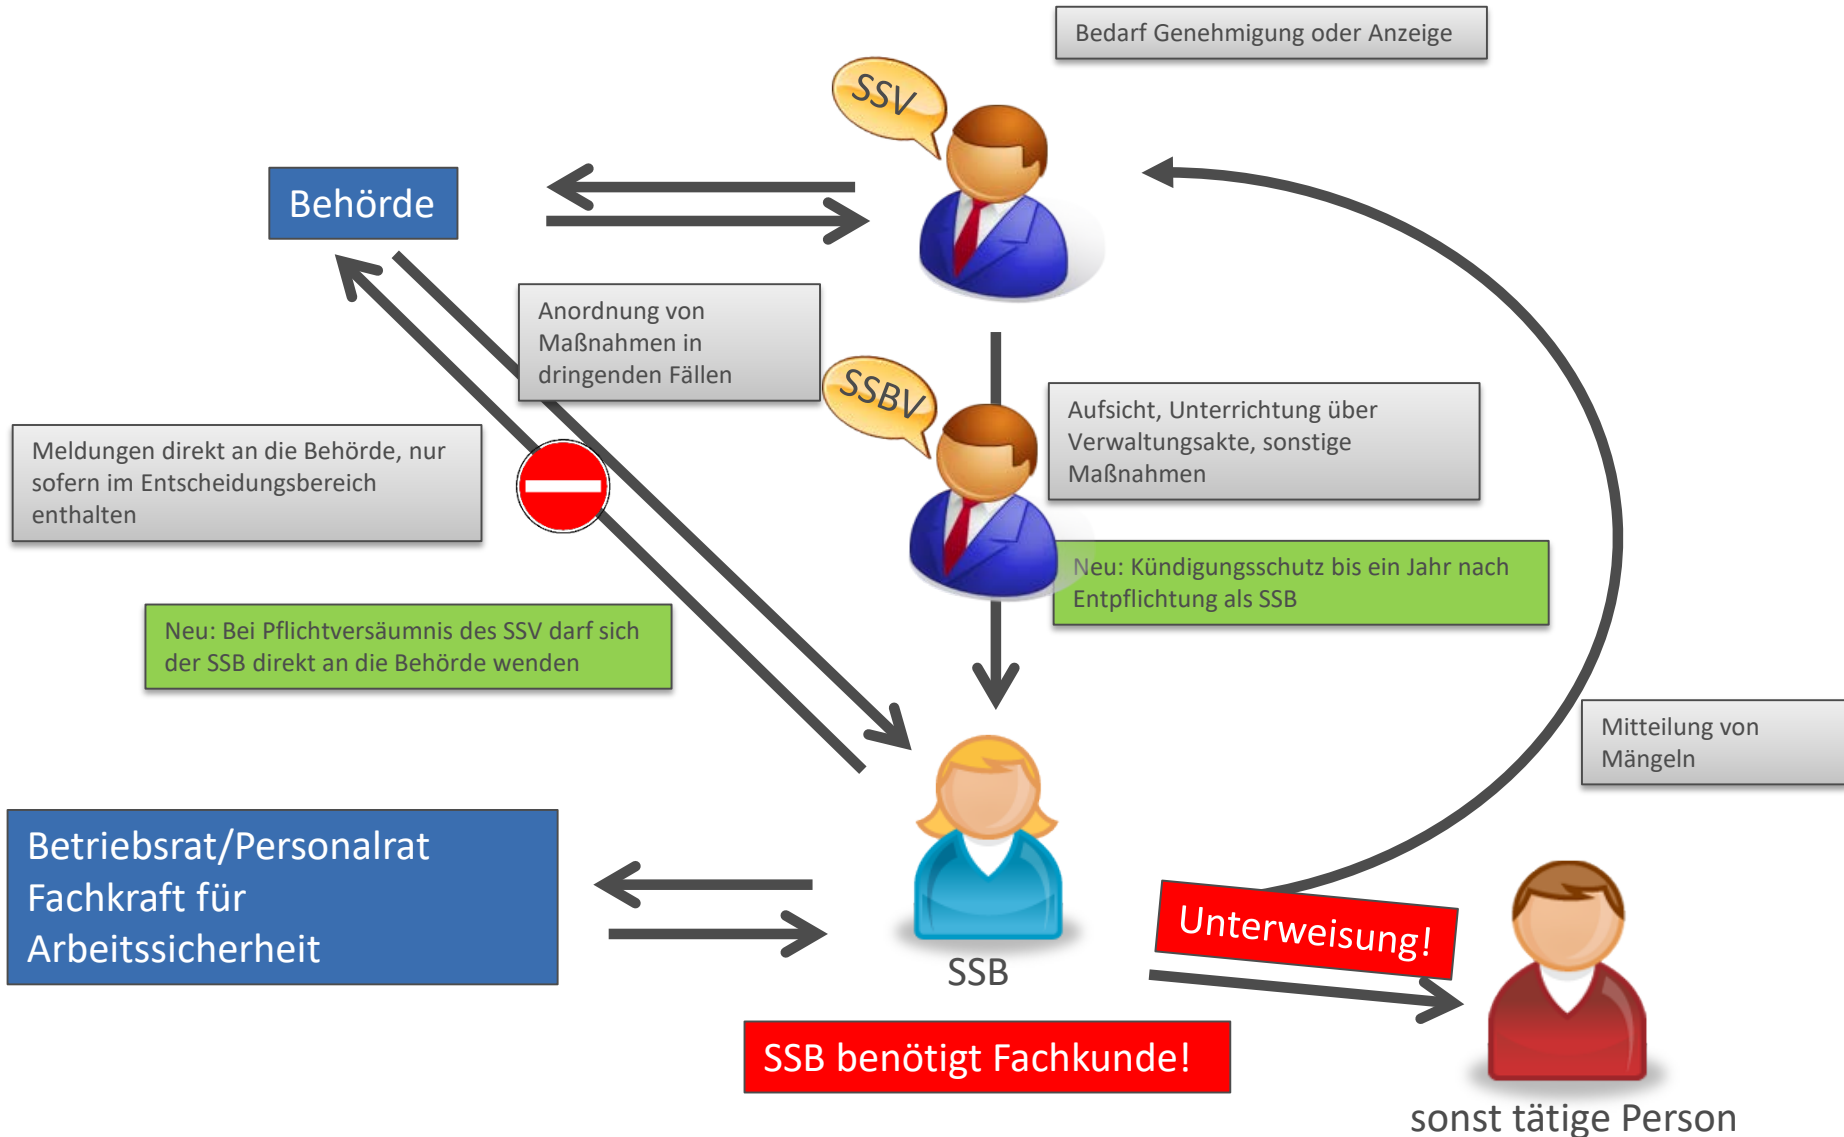 Bedarf Genehmigung oder Anzeige
SSV
Behörde
Anordnung von
Maßnahmen in
dringenden Fällen
SSBV
Aufsicht, Unterrichtung über
Verwaltungsakte, sonstige
Maßnahmen
Meldungen direkt an die Behörde, nur
sofern im Entscheidungsbereich
enthalten
Neu: Kündigungsschutz bis ein Jahr nach
Entpflichtung als SSB
Neu: Bei Pflichtversäumnis des SSV darf sich
der SSB direkt an die Behörde wenden
Mitteilung von
Mängeln
Betriebsrat/Personalrat
Fachkraft für
Arbeitssicherheit
Unterweisung!
SSB
SSB benötigt Fachkunde!
sonst tätige Person